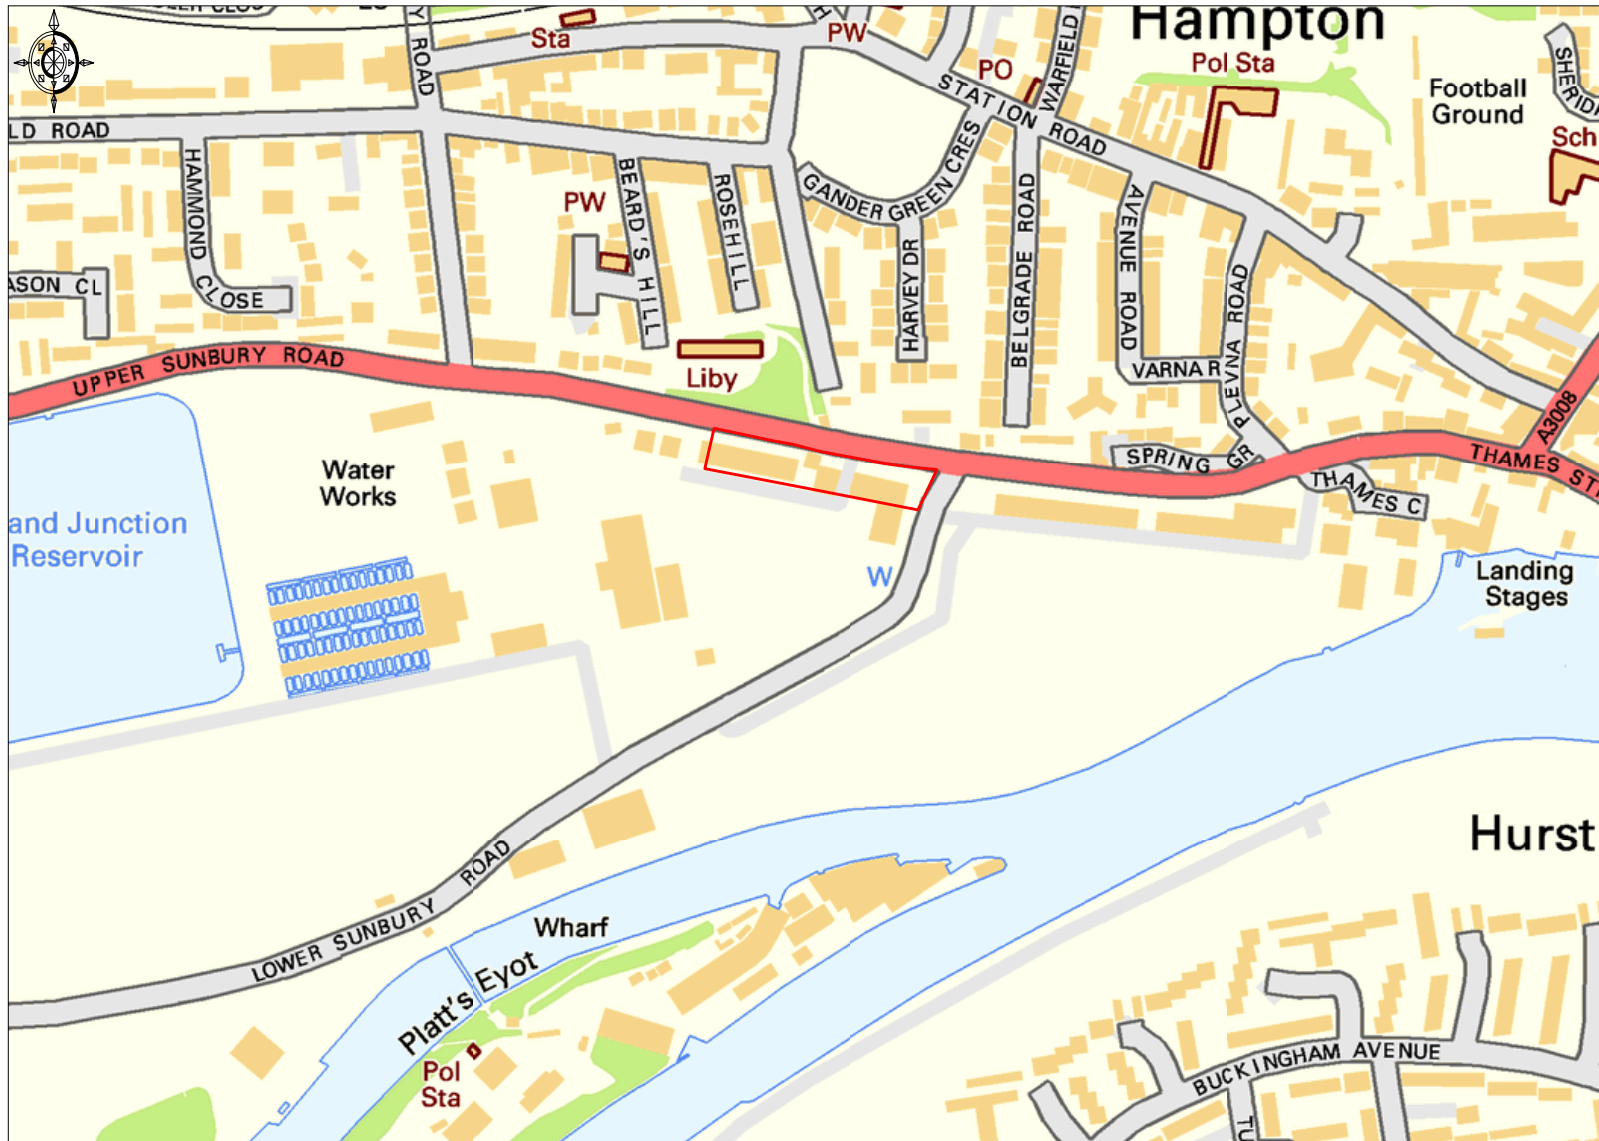 Hampton
Sta
PW
PO
Pol Sta
Football
Ground
Sch
Y ROAD
STATION ROAD
WARFIELD
SHERID
LD ROAD
HAMMOND CLOSE
PW
BEARD'S HILL
ROSEHILL
GANDER GREEN CRES
HARVEY DR
BELGRADE ROAD
AVENUE ROAD
PLEVNA ROAD
VARNA R
ASON CL
UPPER SUNBURY ROAD
Liby
SPRING GR
A3008
THAMES ST
THAMES C
Water
Works
and Junction
Reservoir
W
Landing
Stages
Hurst
LOWER SUNBURY ROAD
Wharf
Platt's Eyot
Pol
Sta
BUCKINGHAM AVENUE
TU